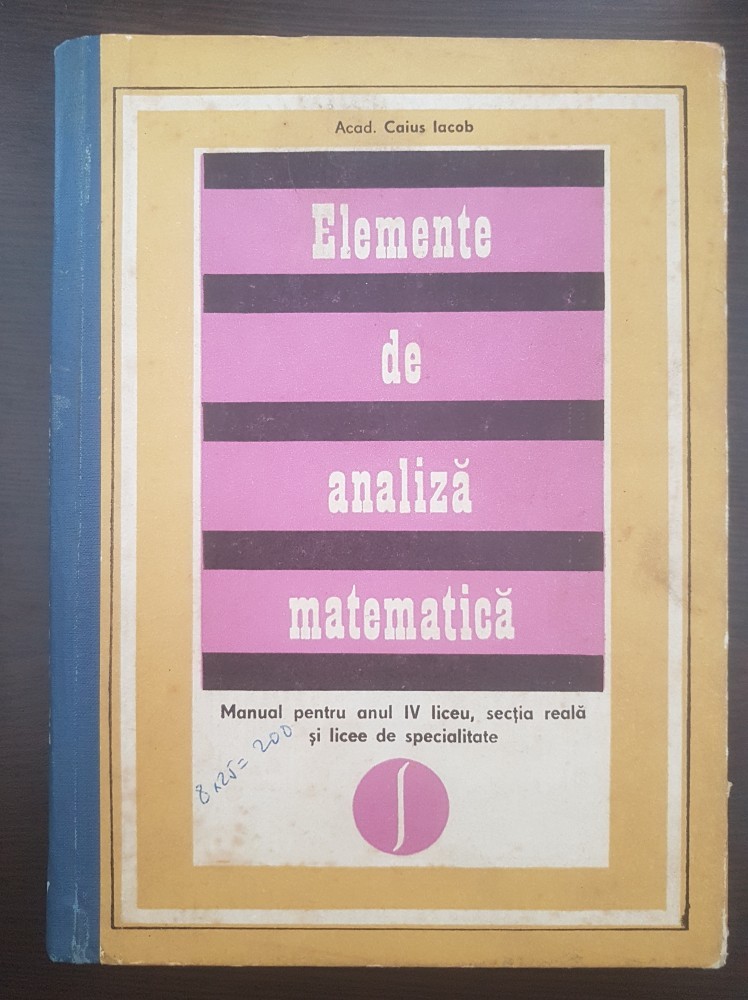 Acad. Caius Iacob
Elemente
de
analiză
matematică
Manual pentru anul IV liceu, secția reală
și licee de specialitate
8 x 25 = 200
∫